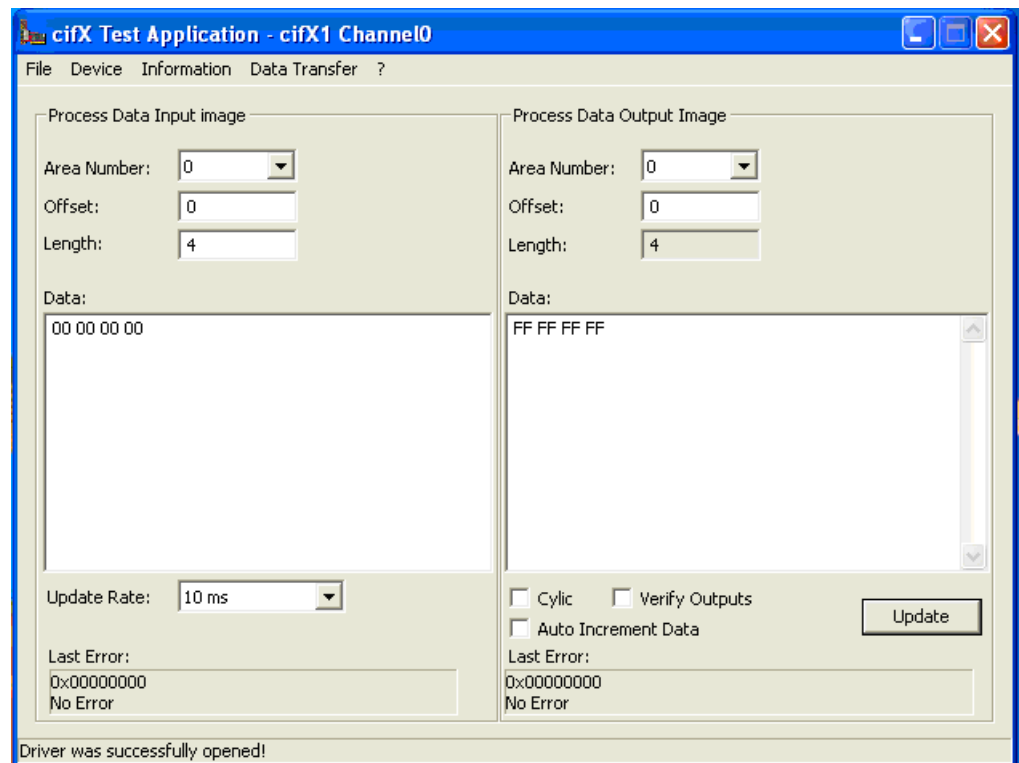 cifX Test Application - cifX1 Channel0
File Device Information Data Transfer ?
Process Data Input image
Area Number: 0
Offset: 0
Length: 4
Data:
00 00 00 00
Update Rate: 10 ms
Last Error:
0x00000000
No Error
Process Data Output Image
Area Number: 0
Offset: 0
Length: 4
Data:
FF FF FF FF
Cylic Verify Outputs
Auto Increment Data
Update
Last Error:
0x00000000
No Error
Driver was successfully opened!